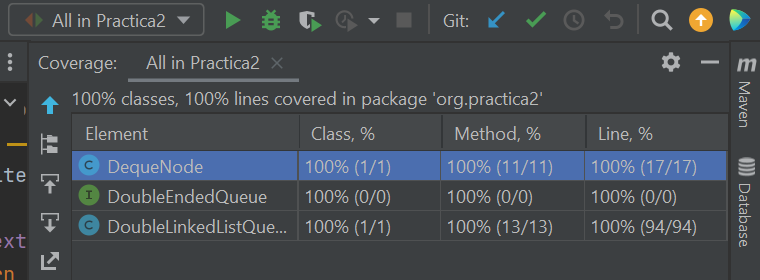 All in Practica2
Git:
Coverage: All in Practica2
100% classes, 100% lines covered in package 'org.practica2'
Element Class, % Method, % Line, %
DequeNode 100% (1/1) 100% (11/11) 100% (17/17)
DoubleEndedQueue 100% (0/0) 100% (0/0) 100% (0/0)
DoubleLinkedListQue... 100% (1/1) 100% (13/13) 100% (94/94)
Maven
Database